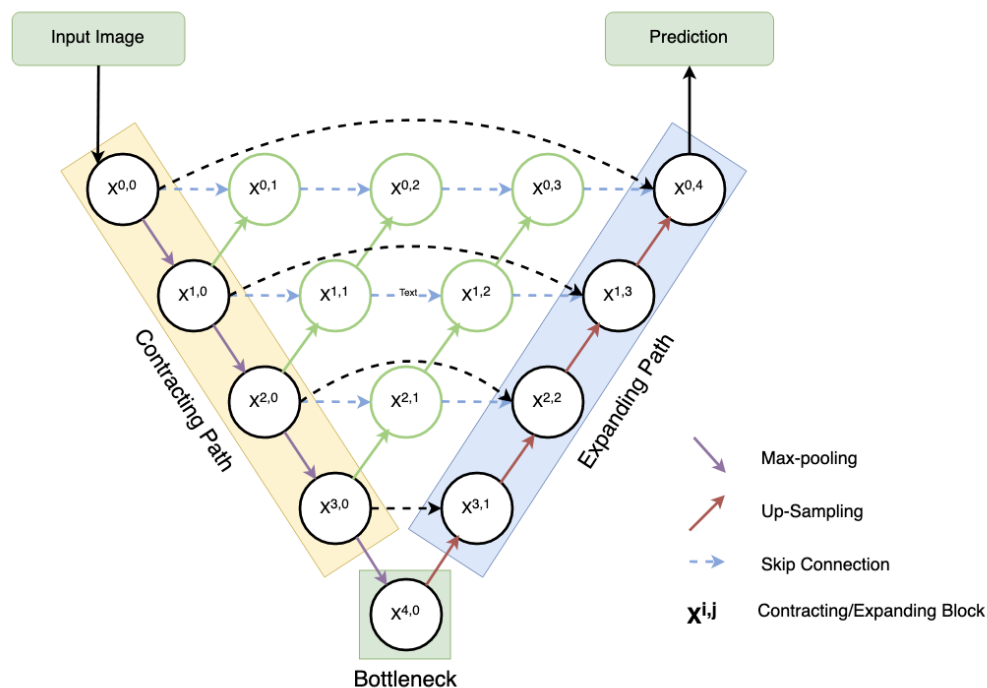 Input Image
Prediction
X0,0
X0,1
X0,2
X0,3
X0,4
X1,0
X1,1
Text
X1,2
X1,3
X2,0
X2,1
X2,2
Contracting Path
Expanding Path
X3,0
X3,1
X4,0
Bottleneck
Max-pooling
Up-Sampling
Skip Connection
Xi,j Contracting/Expanding Block